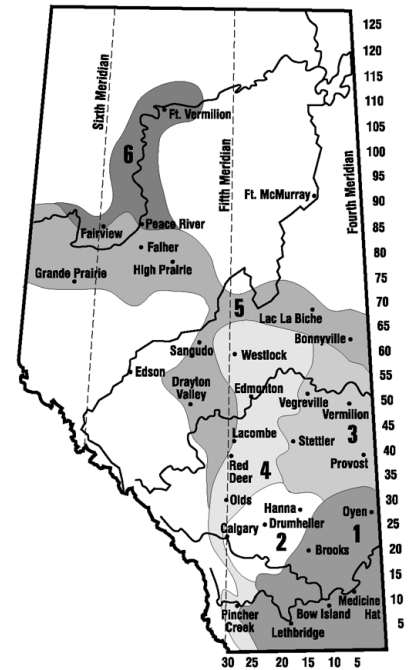 125
120
115
110
105
100
95
90
85
80
75
70
65
60
55
50
45
40
35
30
25
20
15
10
5
Sixth Meridian
Fifth Meridian
Fourth Meridian
Ft. Vermilion
6
Ft. McMurray
Peace River
Fairview
Falher
High Prairie
Grande Prairie
5
Lac La Biche
Bonnyville
Sangudo
Westlock
Edson
Drayton
Valley
Edmonton
Vegreville
Vermilion
3
Lacombe
Stettler
Provost
Red
Deer
4
Olds
Hanna
Oyen
1
Calgary
Drumheller
2
Brooks
Medicine
Hat
Bow Island
Pincher
Creek
Lethbridge
30 25 20 15 10 5